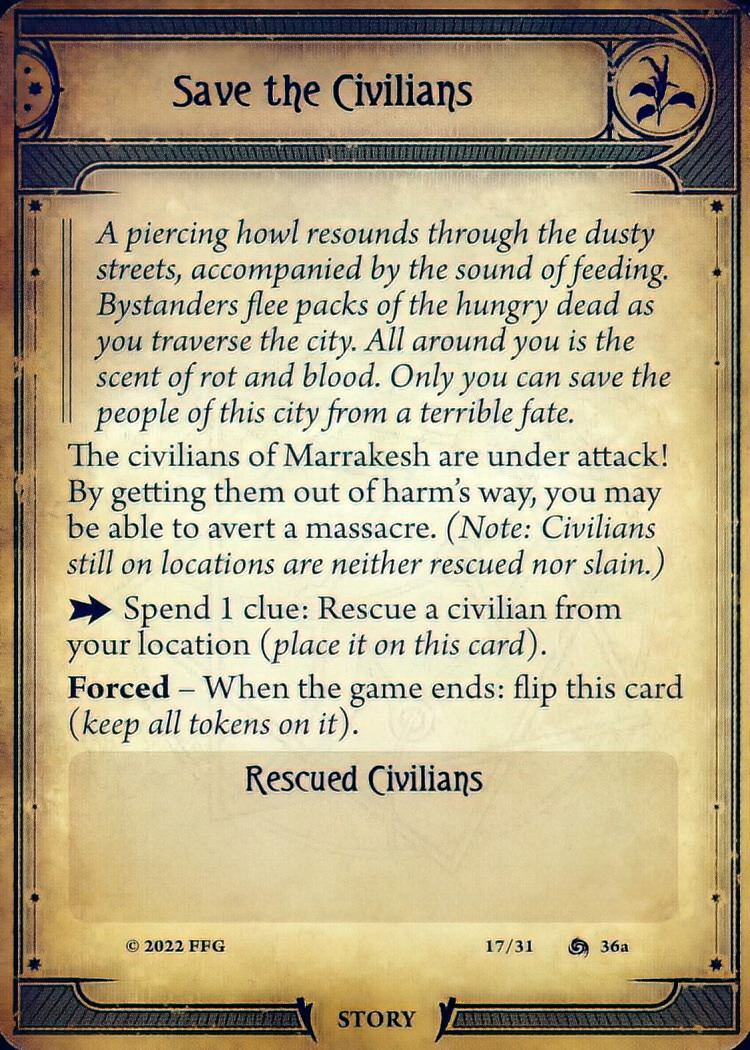 Save the Civilians
A piercing howl resounds through the dusty
streets, accompanied by the sound of feeding.
Bystanders flee packs of the hungry dead as
you traverse the city. All around you is the
scent of rot and blood. Only you can save the
people of this city from a terrible fate.
The civilians of Marrakesh are under attack!
By getting them out of harm's way, you may
be able to avert a massacre. (Note: Civilians
still on locations are neither rescued nor slain.)
Spend 1 clue: Rescue a civilian from
your location (place it on this card).
Forced – When the game ends: flip this card
(keep all tokens on it).
Rescued Civilians
© 2022 FFG 17/31 36a
STORY